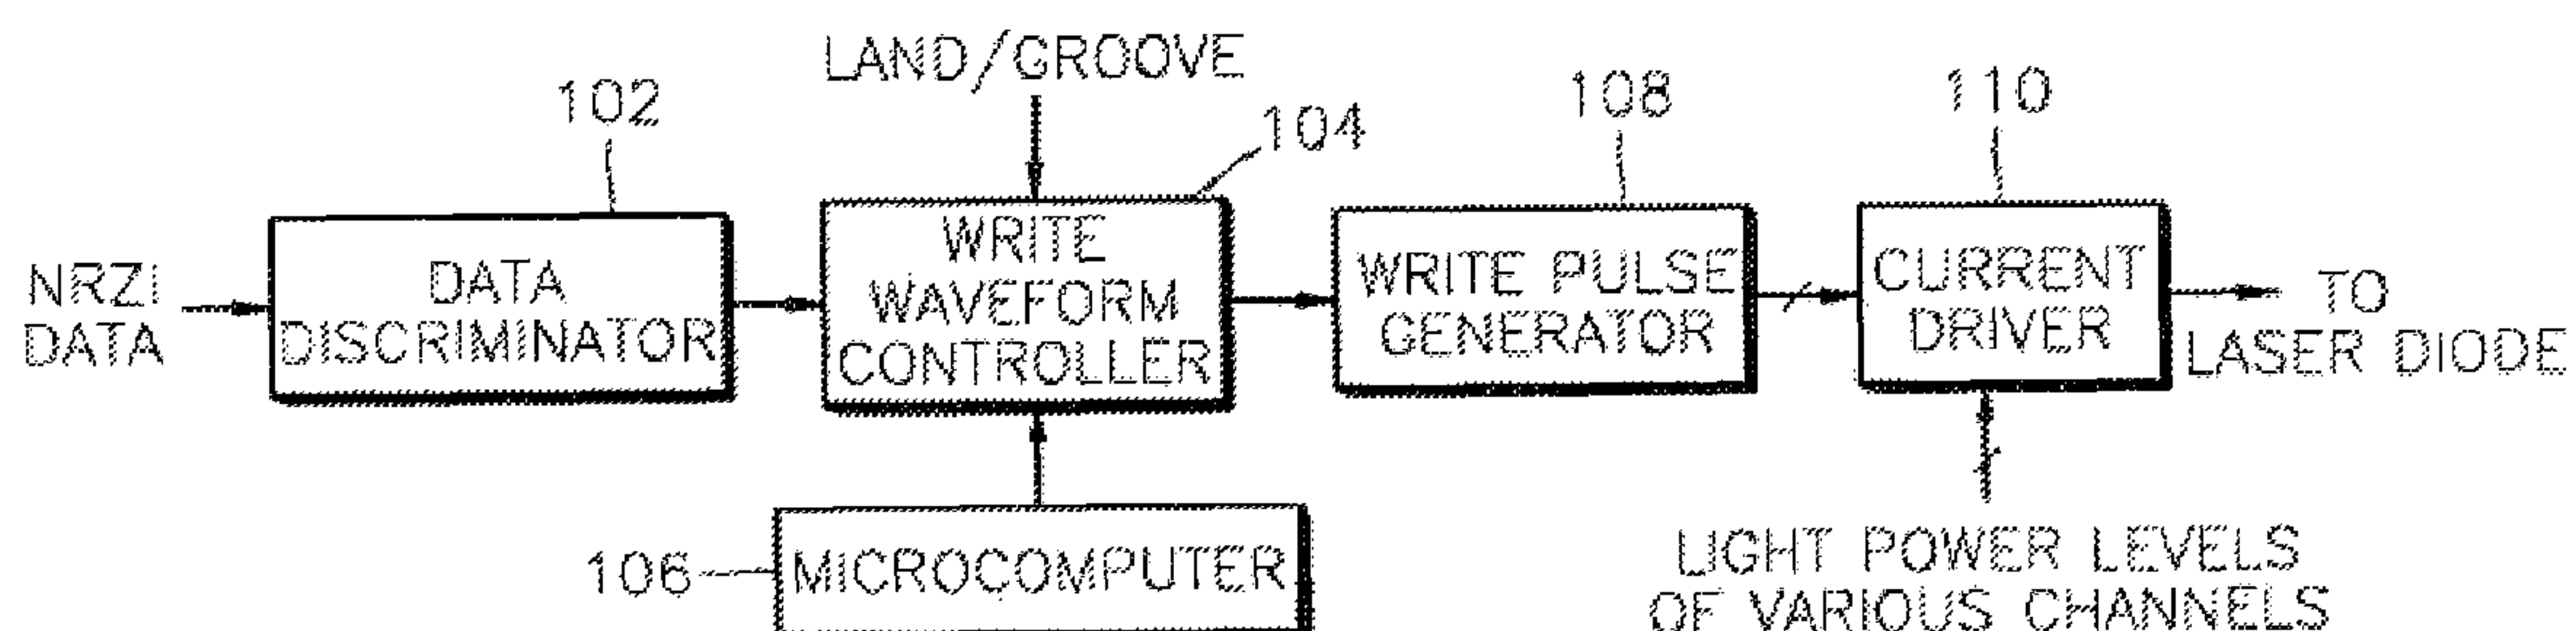 LAND/GROOVE
102
104
108
110
NRZI
DATA
DATA
DISCRIMINATOR
WRITE
WAVEFORM
CONTROLLER
WRITE PULSE
GENERATOR
CURRENT
DRIVER
TO
LASER DIODE
106
MICROCOMPUTER
LIGHT POWER LEVELS
OF VARIOUS CHANNELS